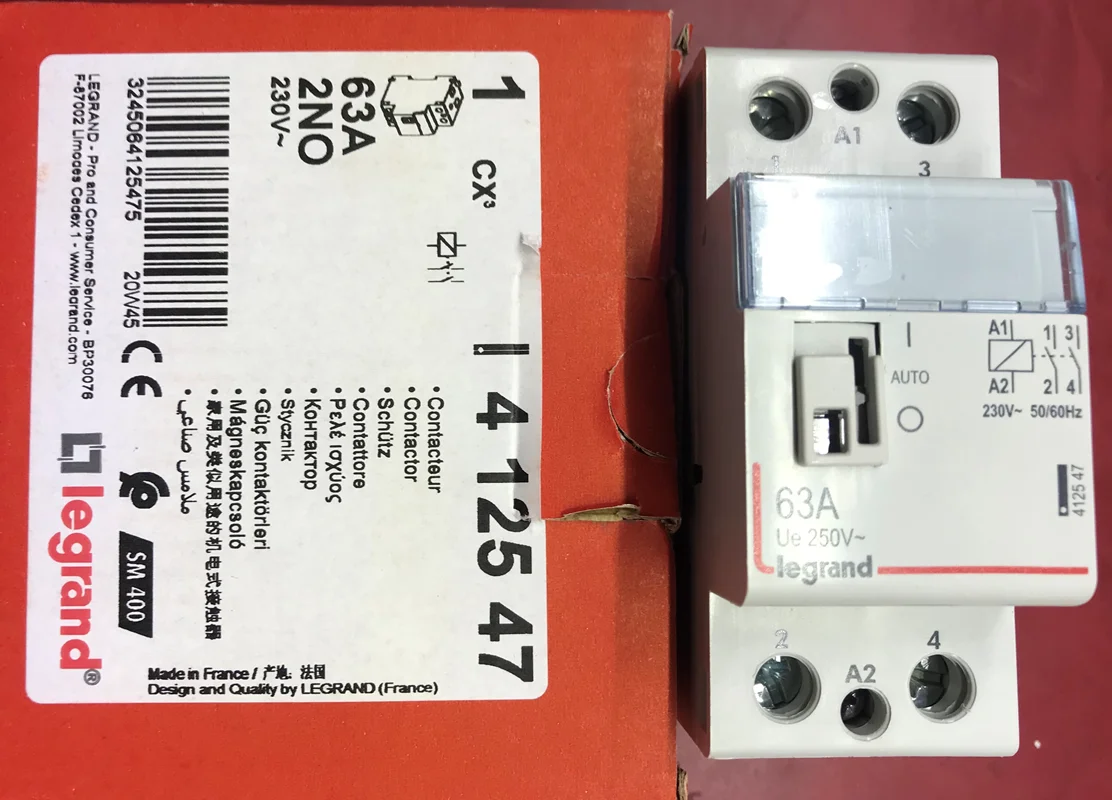 1
CX³
63A
2NO
230V~
4 125 47
• Contacteur
• Contactor
• Schütz
• Contattore
• Ρελέ ισχύος
• Контактор
• Stycznik
• Güç kontaktörleri
• Mágneskapcsoló
• 家用及类似用途的机电式接触器
• ملامس صناعي
3245064125475
20W45
CE
LEGRAND - Pro and Consumer Service - BP30076
F-87002 Limoges Cedex 1 - www.legrand.com
SM 400
legrand®
Made in France / 产地：法国
Design and Quality by LEGRAND (France)
A1
1
3
I
AUTO
O
A1 1 3
A2 2 4
230V~ 50/60Hz
63A
Ue 250V~
legrand
4125 47
2
A2
4